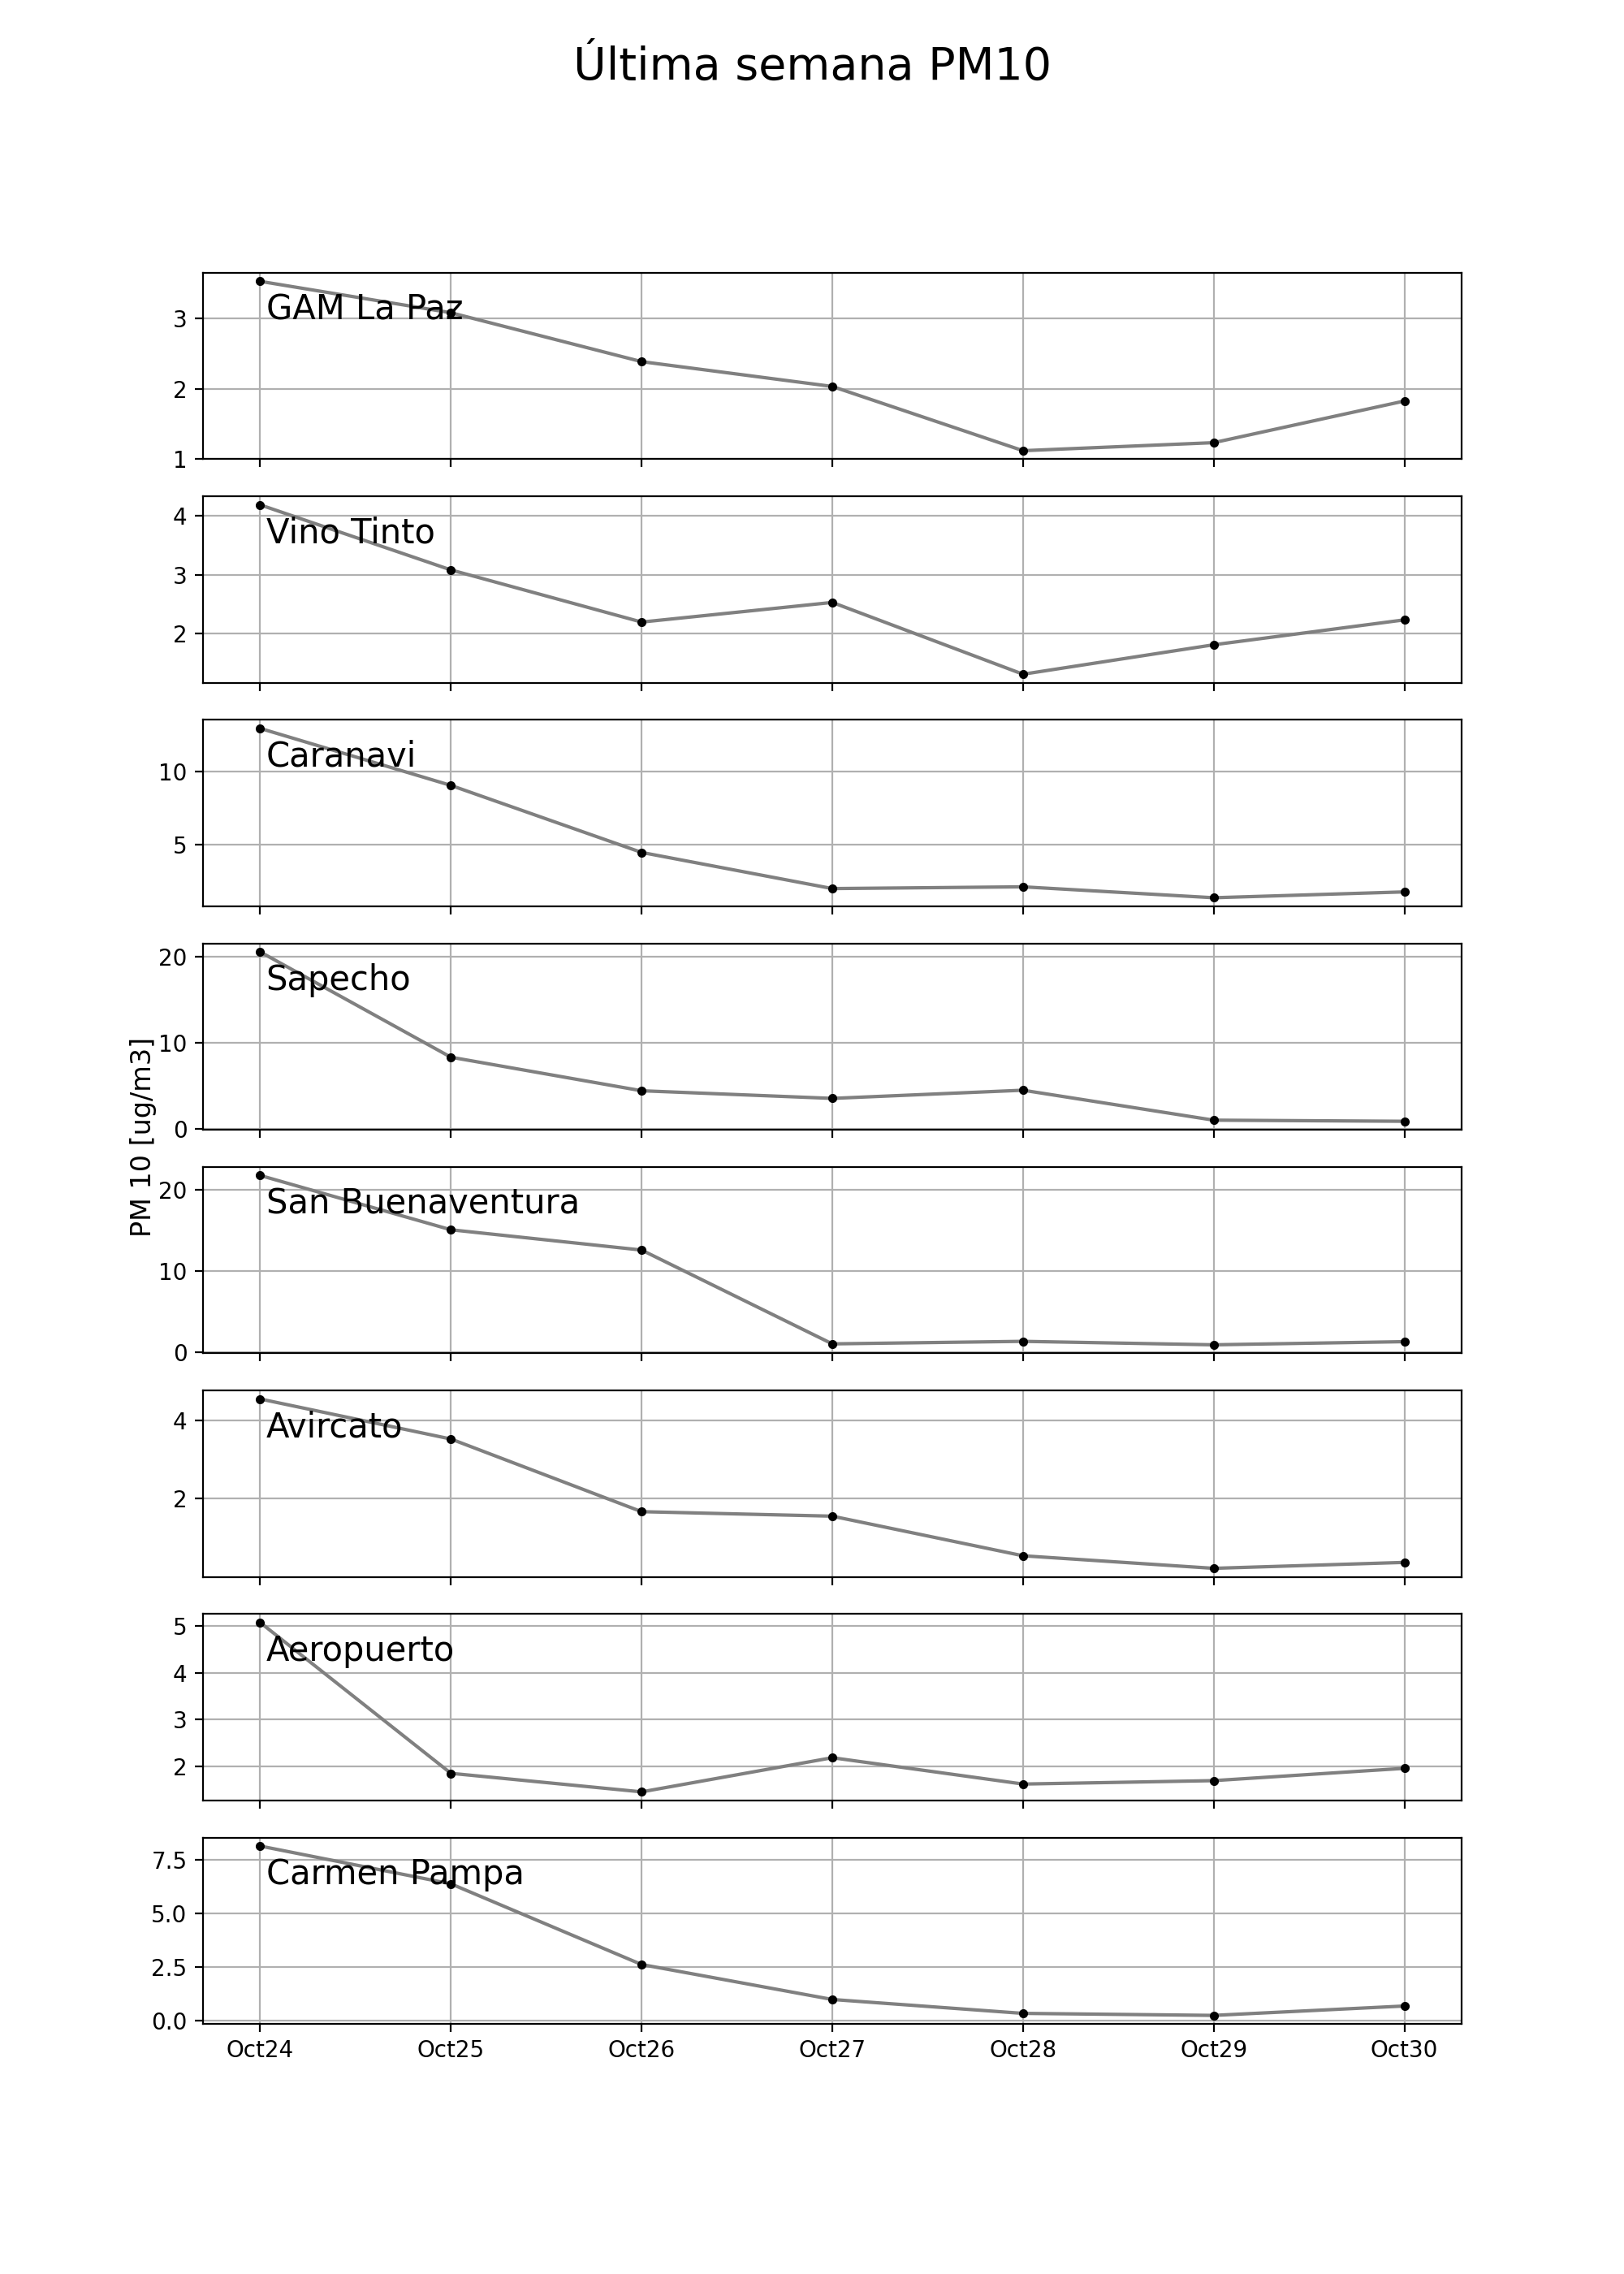 Última semana PM10
GAM La Paz
3
2
1
Vino Tinto
4
3
2
Caranavi
10
5
Sapecho
20
10
0
PM 10 [ug/m3]
San Buenaventura
20
10
0
Avircato
4
2
Aeropuerto
5
4
3
2
Carmen Pampa
7.5
5.0
2.5
0.0
Oct24 Oct25 Oct26 Oct27 Oct28 Oct29 Oct30